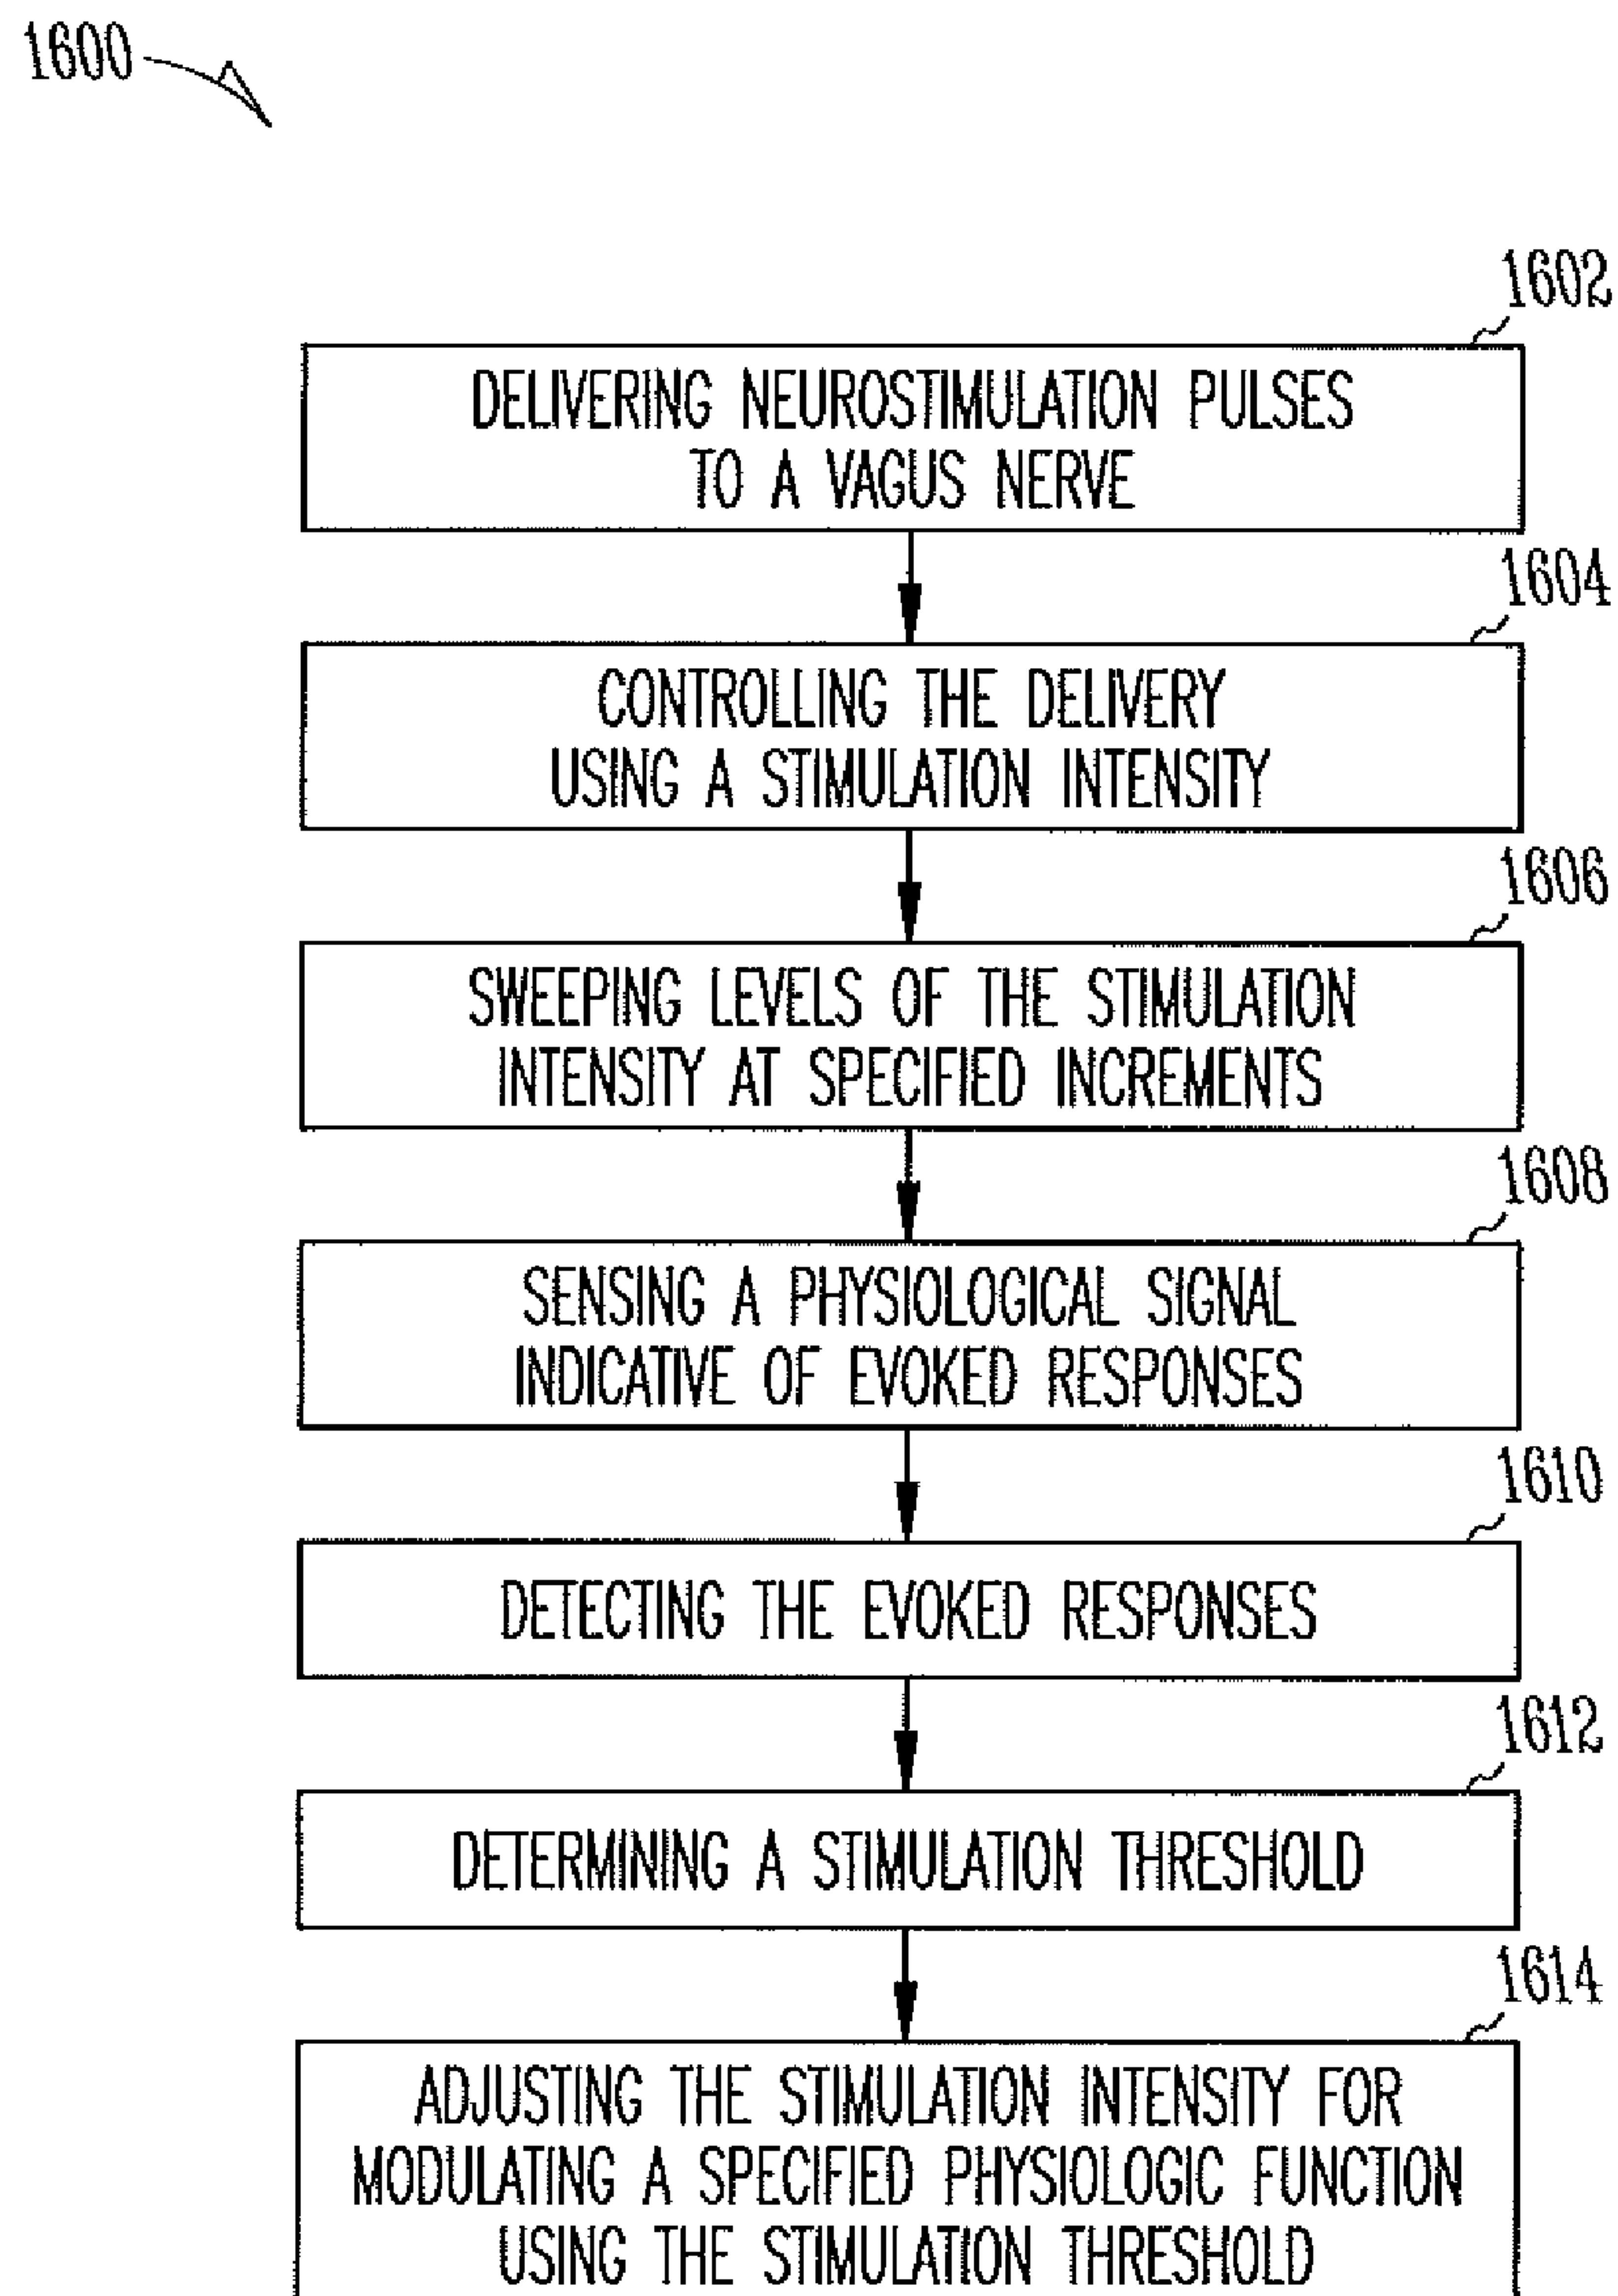 1600
1602
DELIVERING NEUROSTIMULATION PULSES
TO A VAGUS NERVE
1604
CONTROLLING THE DELIVERY
USING A STIMULATION INTENSITY
1606
SWEEPING LEVELS OF THE STIMULATION
INTENSITY AT SPECIFIED INCREMENTS
1608
SENSING A PHYSIOLOGICAL SIGNAL
INDICATIVE OF EVOKED RESPONSES
1610
DETECTING THE EVOKED RESPONSES
1612
DETERMINING A STIMULATION THRESHOLD
1614
ADJUSTING THE STIMULATION INTENSITY FOR
MODULATING A SPECIFIED PHYSIOLOGIC FUNCTION
USING THE STIMULATION THRESHOLD